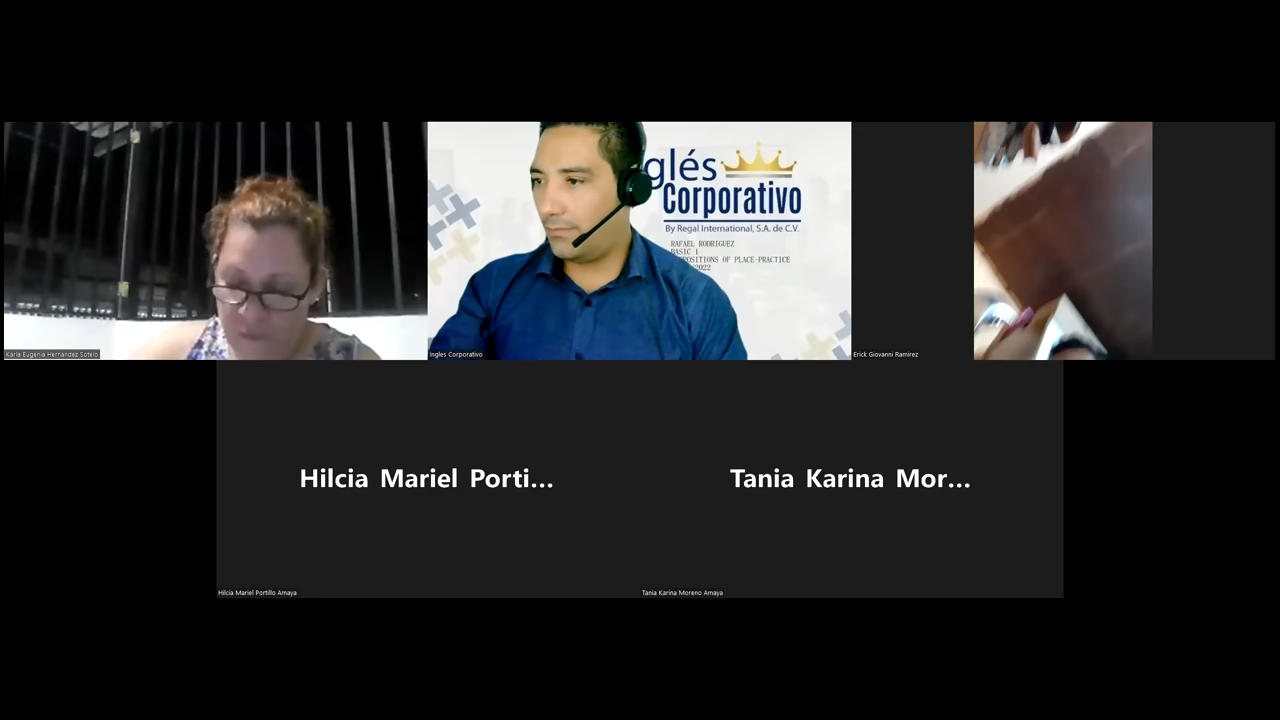 glés
Corporativo
By Regal International, S.A. de C.V.
RAFAEL RODRIGUEZ
BASIC 1
POSITIONS OF PLACE-PRACTICE
2022
Karla Eugenia Hernandez Sotelo
Ingles Corporativo
Erick Giovanni Ramirez
Hilcia Mariel Porti...
Tania Karina Mor...
Hilcia Mariel Portillo Amaya
Tania Karina Moreno Amaya